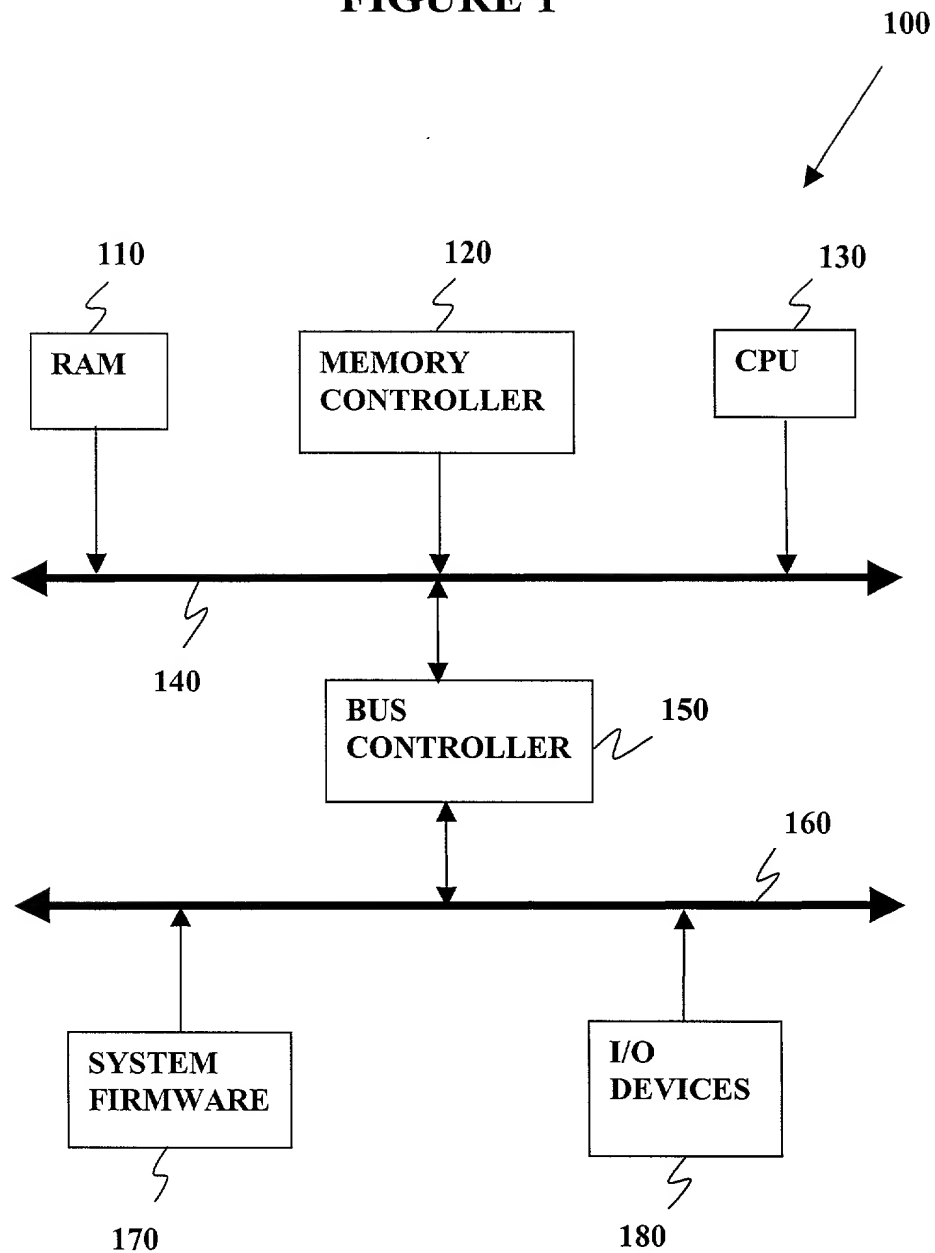 FIGURE 1
100
110
120
130
RAM
MEMORY
CONTROLLER
CPU
140
BUS
CONTROLLER
150
160
SYSTEM
FIRMWARE
I/O
DEVICES
170
180